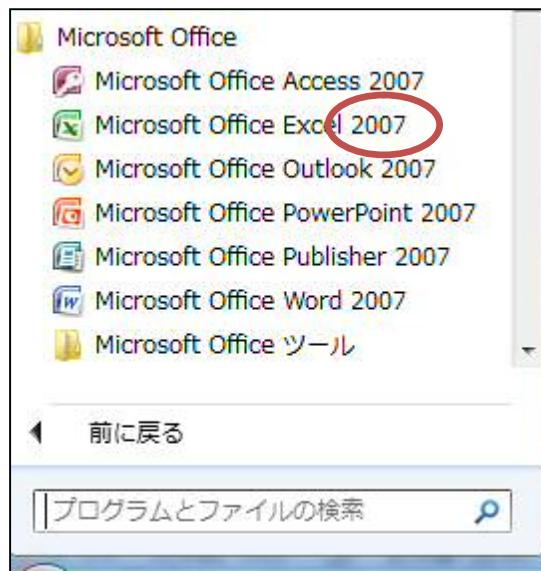 Microsoft Office
Microsoft Office Access 2007
Microsoft Office Excel 2007
Microsoft Office Outlook 2007
Microsoft Office PowerPoint 2007
Microsoft Office Publisher 2007
Microsoft Office Word 2007
Microsoft Office ツール
前に戻る
プログラムとファイルの検索